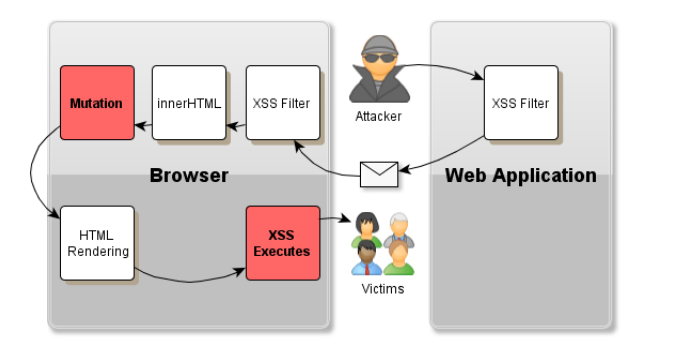 Mutation
innerHTML
XSS Filter
Attacker
XSS Filter
Browser
Web Application
HTML
Rendering
XSS
Executes
Victims